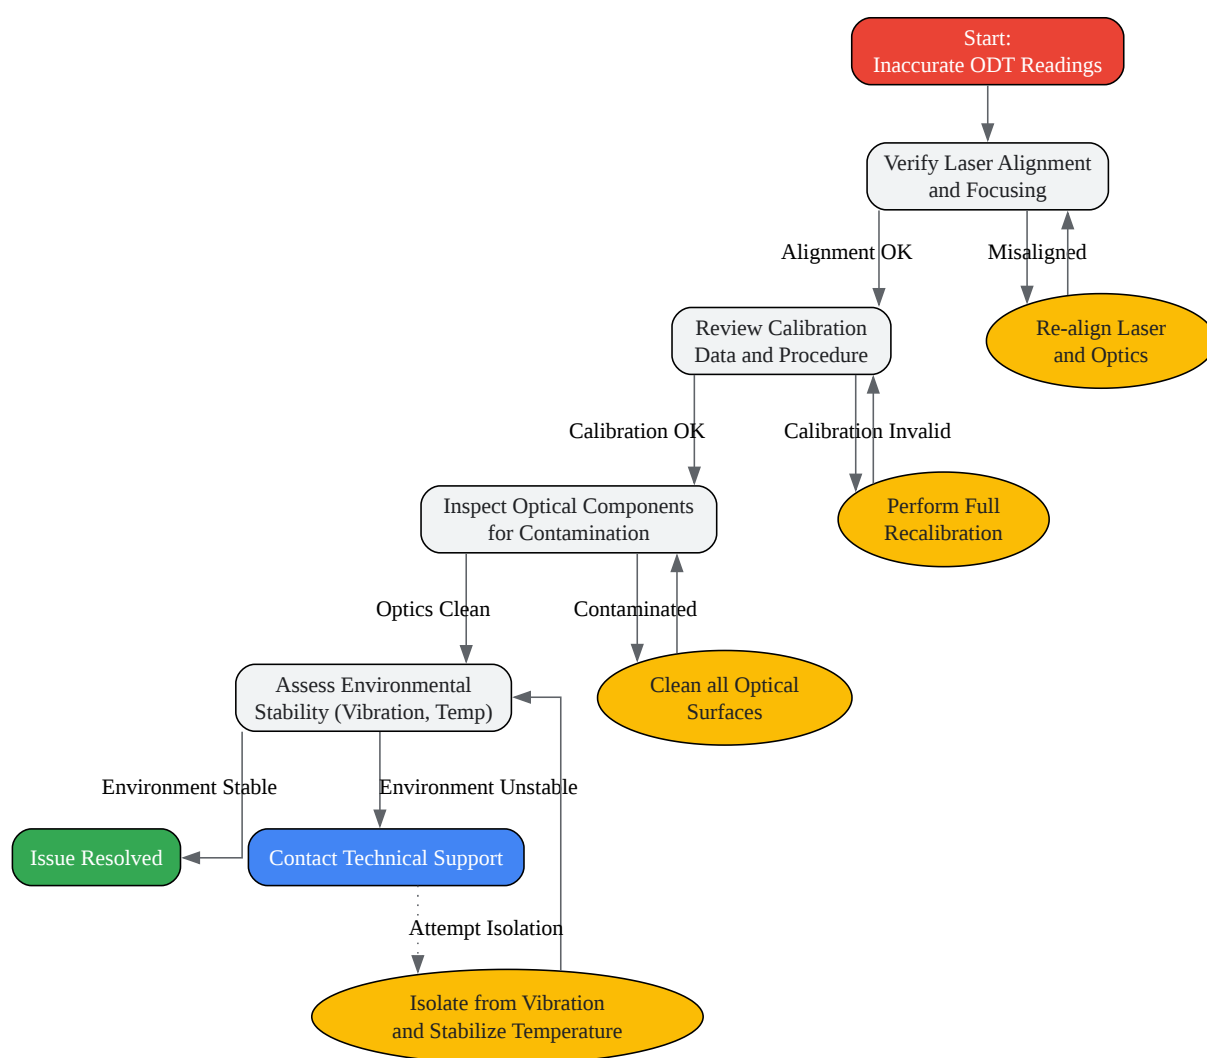 Start:
Inaccurate ODT Readings
Verify Laser Alignment
and Focusing
Alignment OK
Misaligned
Review Calibration
Data and Procedure
Re-align Laser
and Optics
Calibration OK
Calibration Invalid
Inspect Optical Components
for Contamination
Perform Full
Recalibration
Optics Clean
Contaminated
Assess Environmental
Stability (Vibration, Temp)
Clean all Optical
Surfaces
Environment Stable
Environment Unstable
Issue Resolved
Contact Technical Support
Attempt Isolation
Isolate from Vibration
and Stabilize Temperature